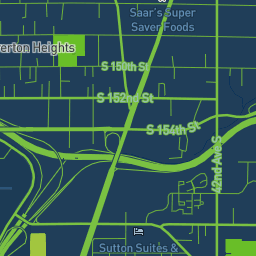 Saar's Super
Saver Foods
erton Heights
S 150th St
S 152nd St
S 154th St
42nd Ave S
Sutton Suites &